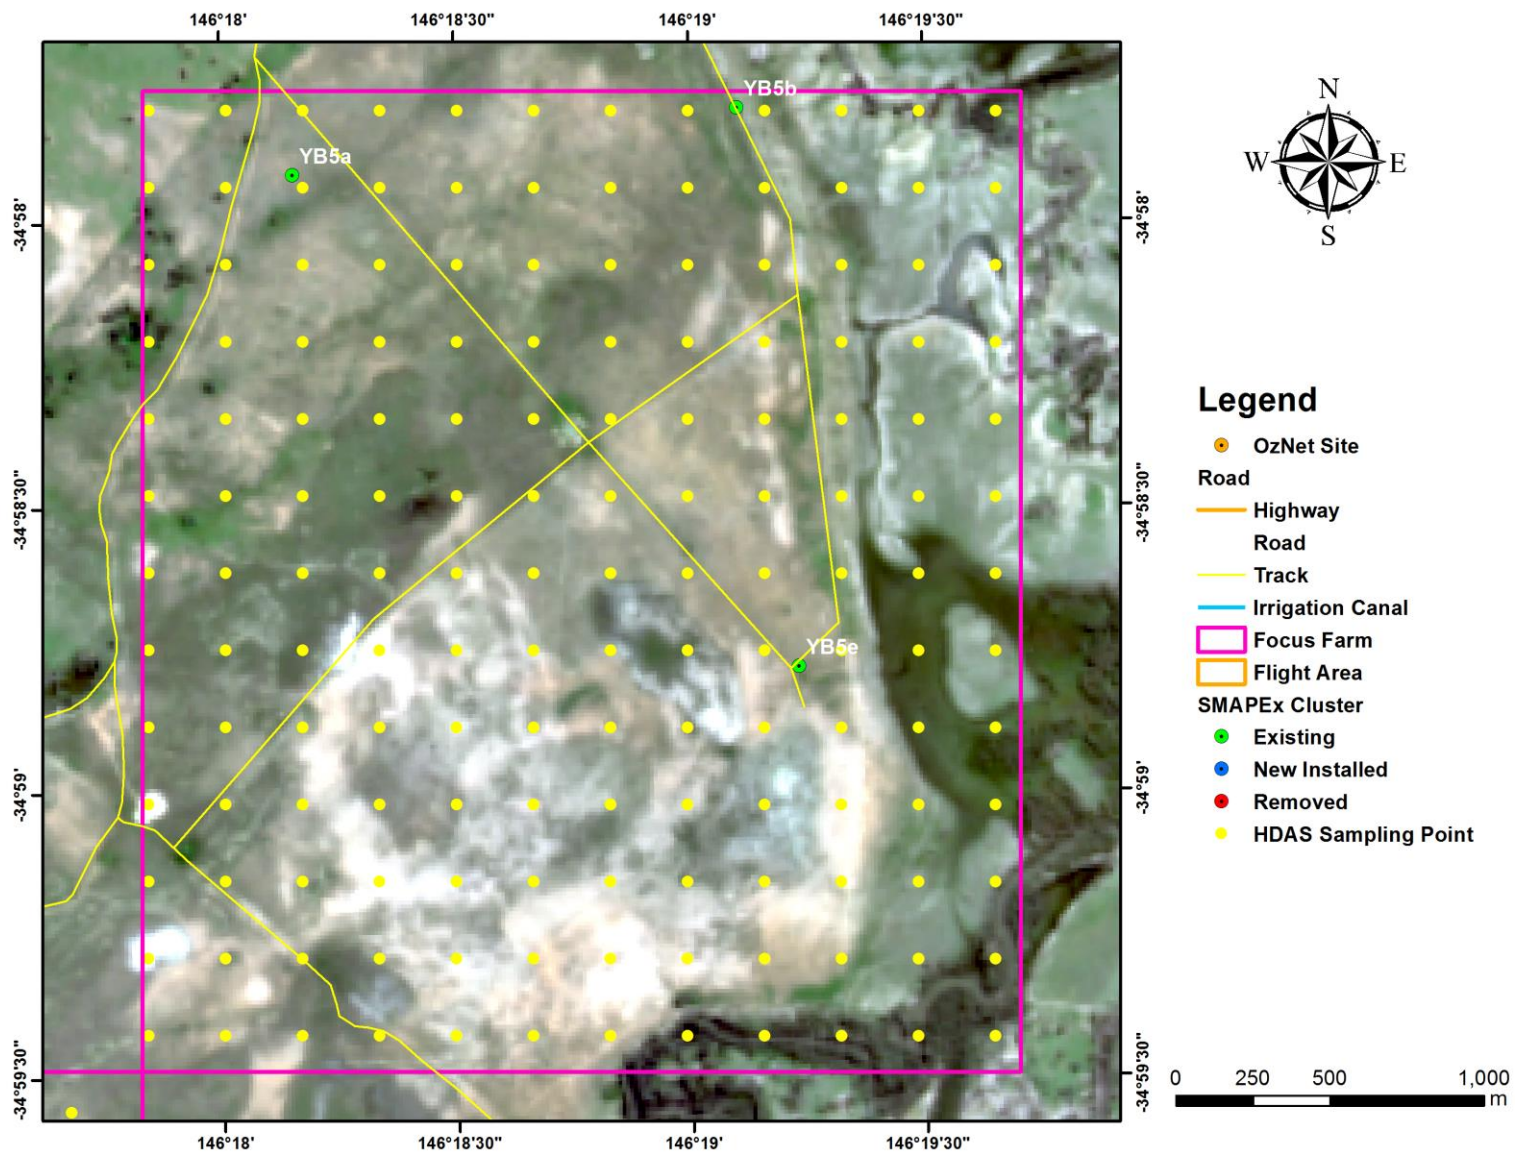 146°18' 146°18'30" 146°19' 146°19'30"
YB5b
YB5a
YB5e
-34°58' -34°58'
-34°58'30" -34°58'30"
-34°59' -34°59'
-34°59'30" -34°59'30"
146°18' 146°18'30" 146°19' 146°19'30"
N
W E
S
Legend
OzNet Site
Road
Highway
Road
Track
Irrigation Canal
Focus Farm
Flight Area
SMAPEx Cluster
Existing
New Installed
Removed
HDAS Sampling Point
0 250 500 1,000
m